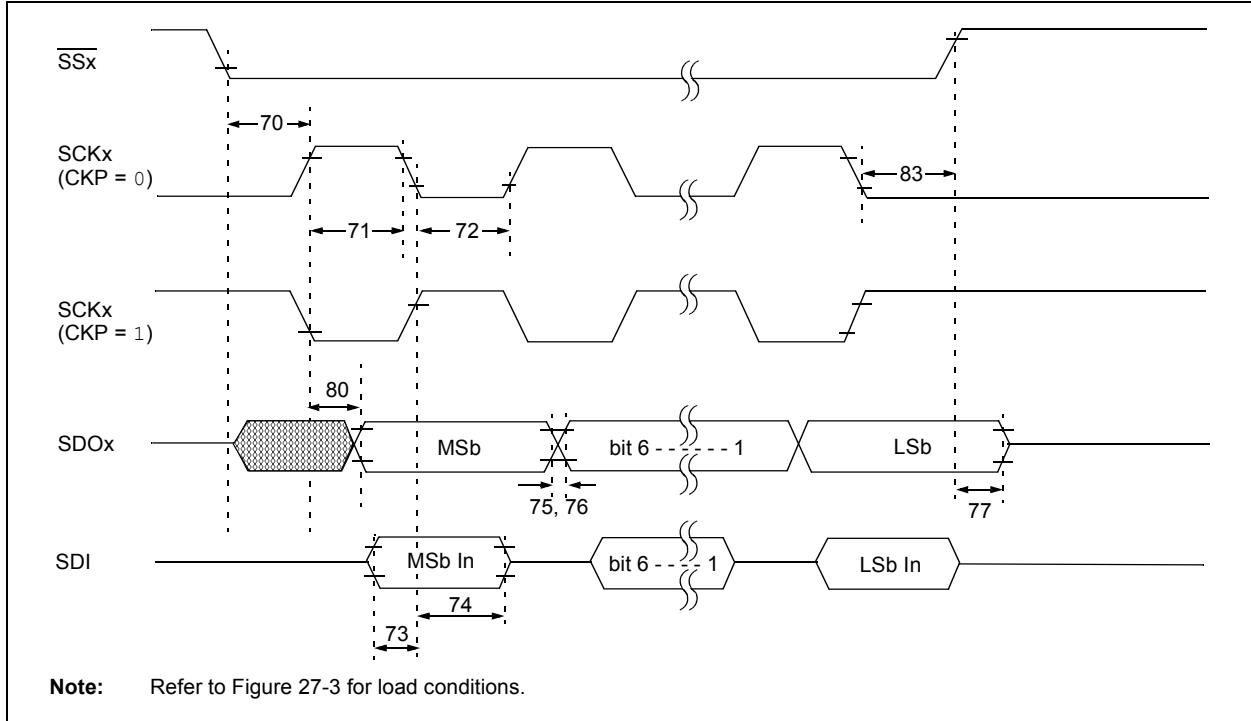 SSx
70
SCKx
(CKP = 0)
83
71
72
SCKx
(CKP = 1)
80
SDOx
MSb
bit 6 - - - - - - 1
LSb
75, 76
77
SDI
MSb In
bit 6 - - - - 1
LSb In
74
73
Note: Refer to Figure 27-3 for load conditions.